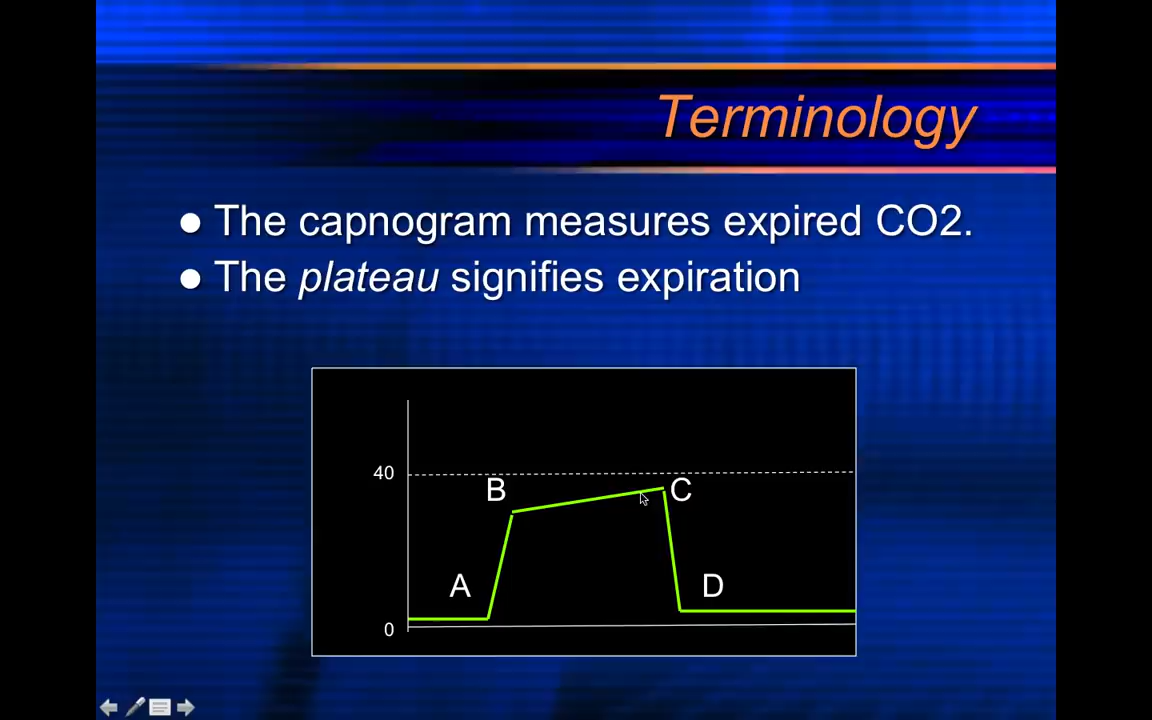 Terminology
The capnogram measures expired CO2.
The plateau signifies expiration
40
B
C
A
D
0